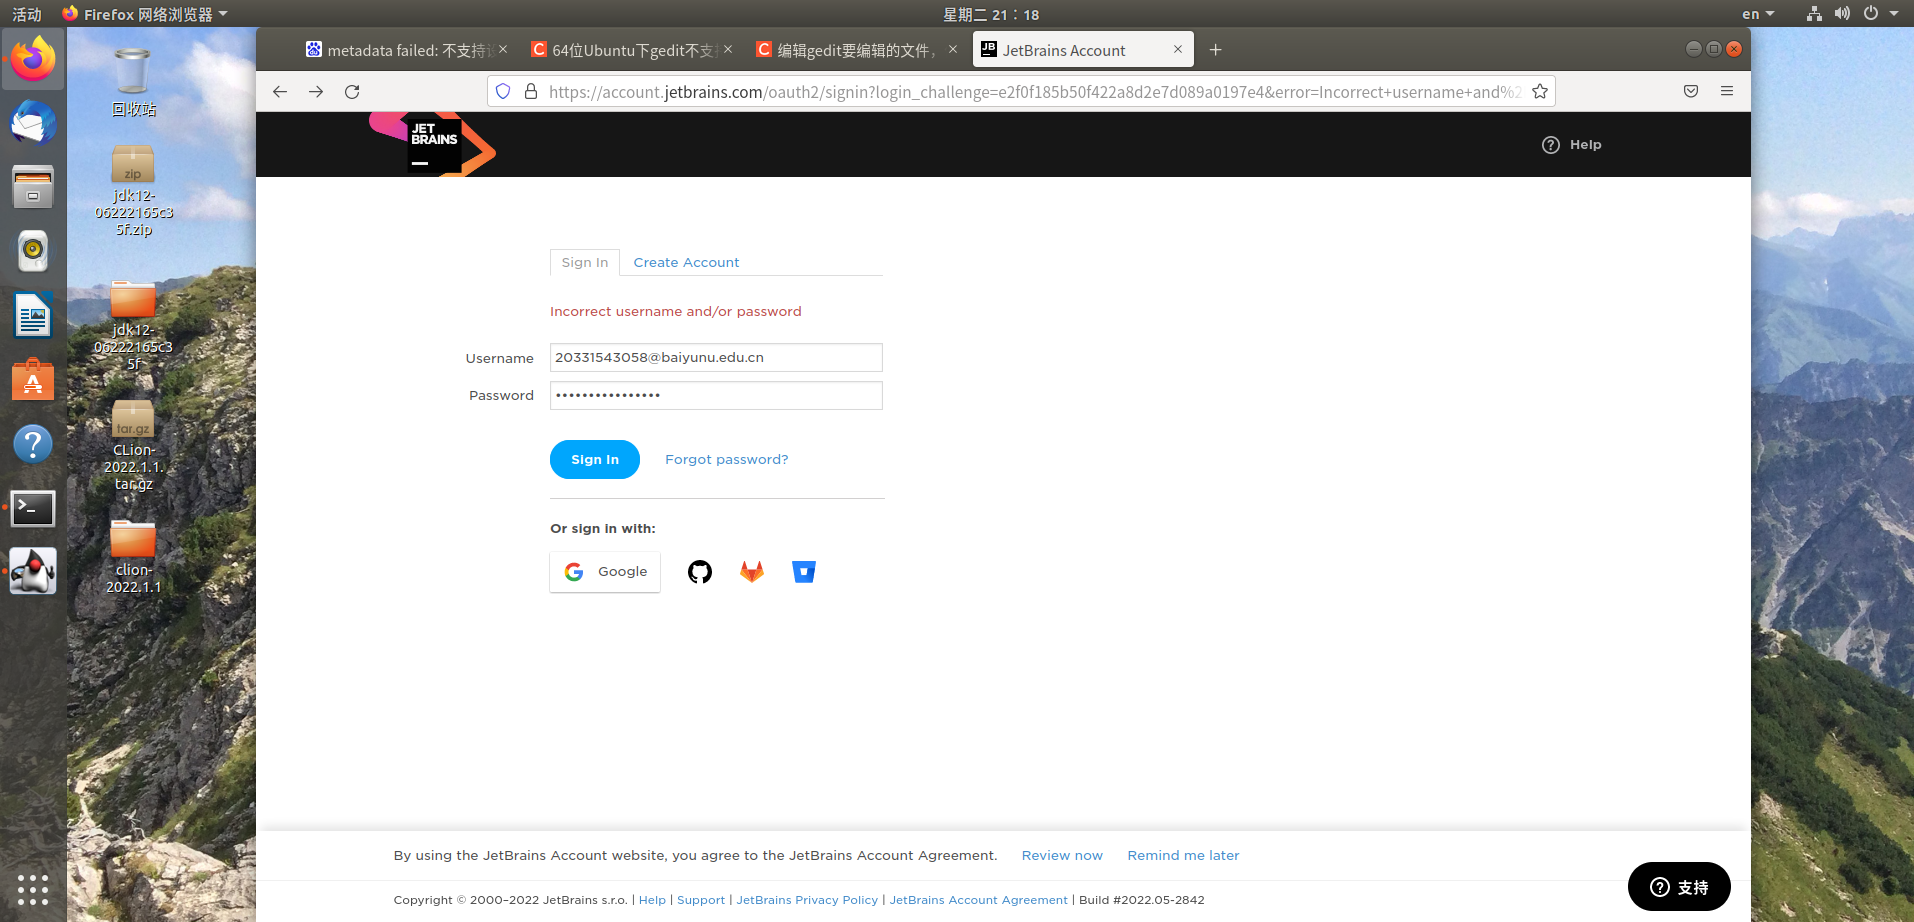 活动
Firefox 网络浏览器
星期二 21：18
en
metadata failed: 不支持
64位Ubuntu下gedit不支
编辑gedit要编辑的文件，
JetBrains Account
https://account.jetbrains.com/oauth2/signin?login_challenge=e2f0f185b50f422a8d2e7d089a0197e4&error=Incorrect+username+and%2
JET
BRAINS
Help
回收站
zip
jdk12-
06222165c3
5f.zip
jdk12-
06222165c3
5f
tar.gz
CLion-
2022.1.1.
tar.gz
clion-
2022.1.1
Sign In
Create Account
Incorrect username and/or password
Username
20331543058@baiyunu.edu.cn
Password
••••••••••••••••
Sign In
Forgot password?
Or sign in with:
Google
By using the JetBrains Account website, you agree to the JetBrains Account Agreement.
Review now
Remind me later
支持
Copyright © 2000–2022 JetBrains s.r.o. | Help | Support | JetBrains Privacy Policy | JetBrains Account Agreement | Build #2022.05-2842